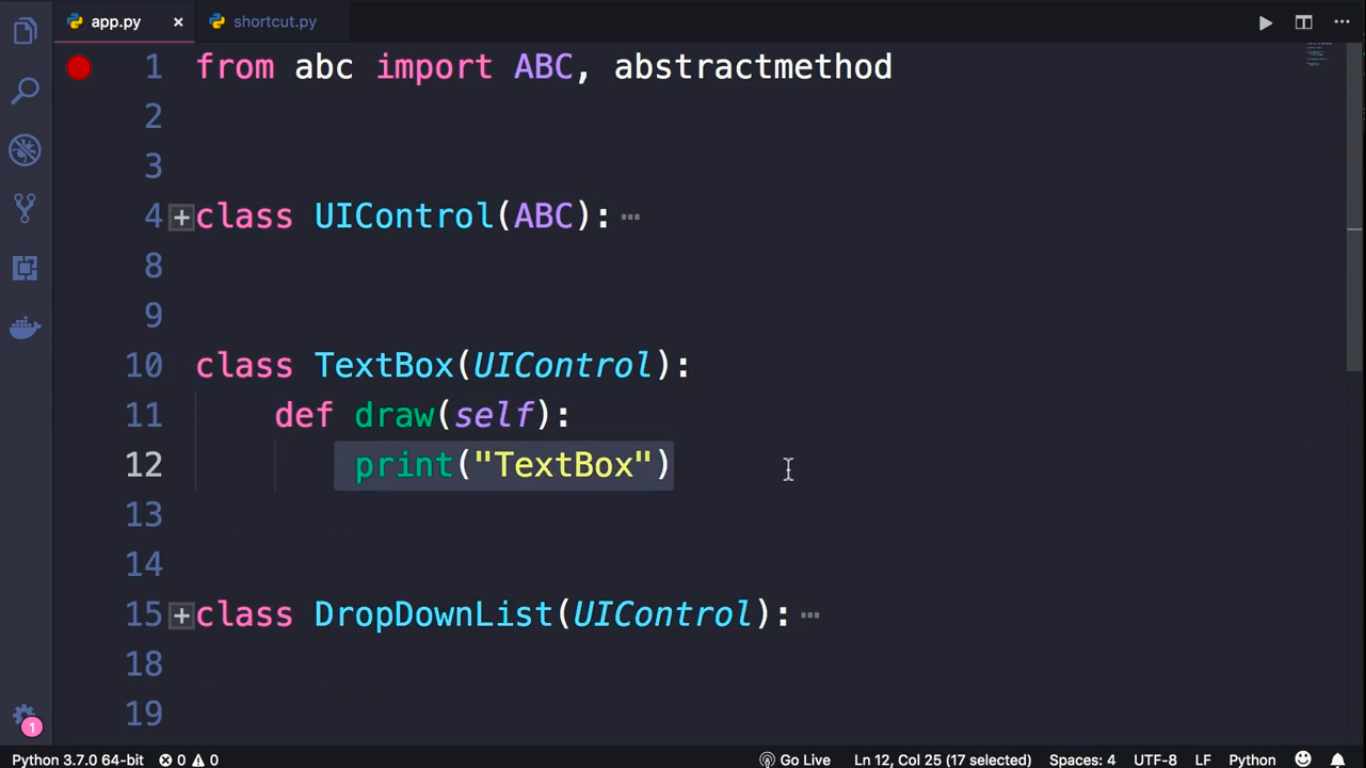 app.py × shortcut.py
1 from abc import ABC, abstractmethod
2
3
4 class UIControl(ABC):
8
9
10 class TextBox(UIControl):
11 def draw(self):
12 print("TextBox")
13
14
15 class DropDownList(UIControl):
18
19
1
Python 3.7.0 64-bit 0 0 Go Live Ln 12, Col 25 (17 selected) Spaces: 4 UTF-8 LF Python